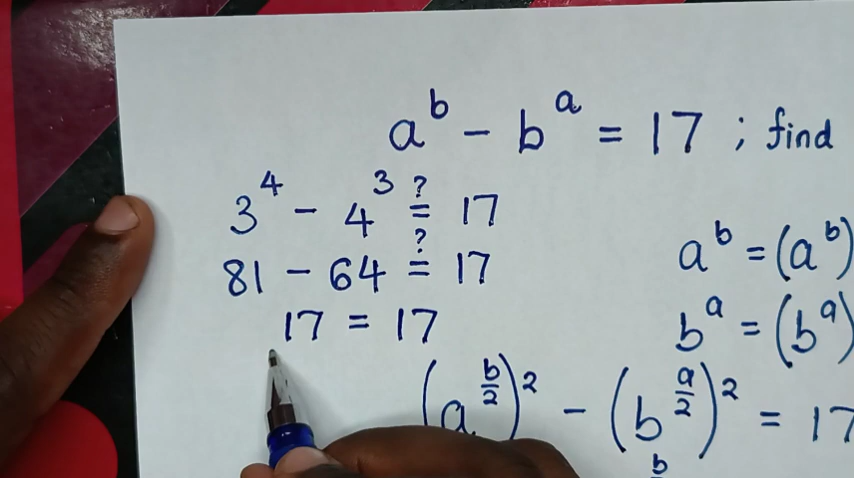 a^b - b^a = 17 ; find
3^4 - 4^3 ?= 17
81 - 64 ?= 17
17 = 17
a^b = (a^b)
b^a = (b^a)
(a^(b/2))^2 - (b^(a/2))^2 = 17
b